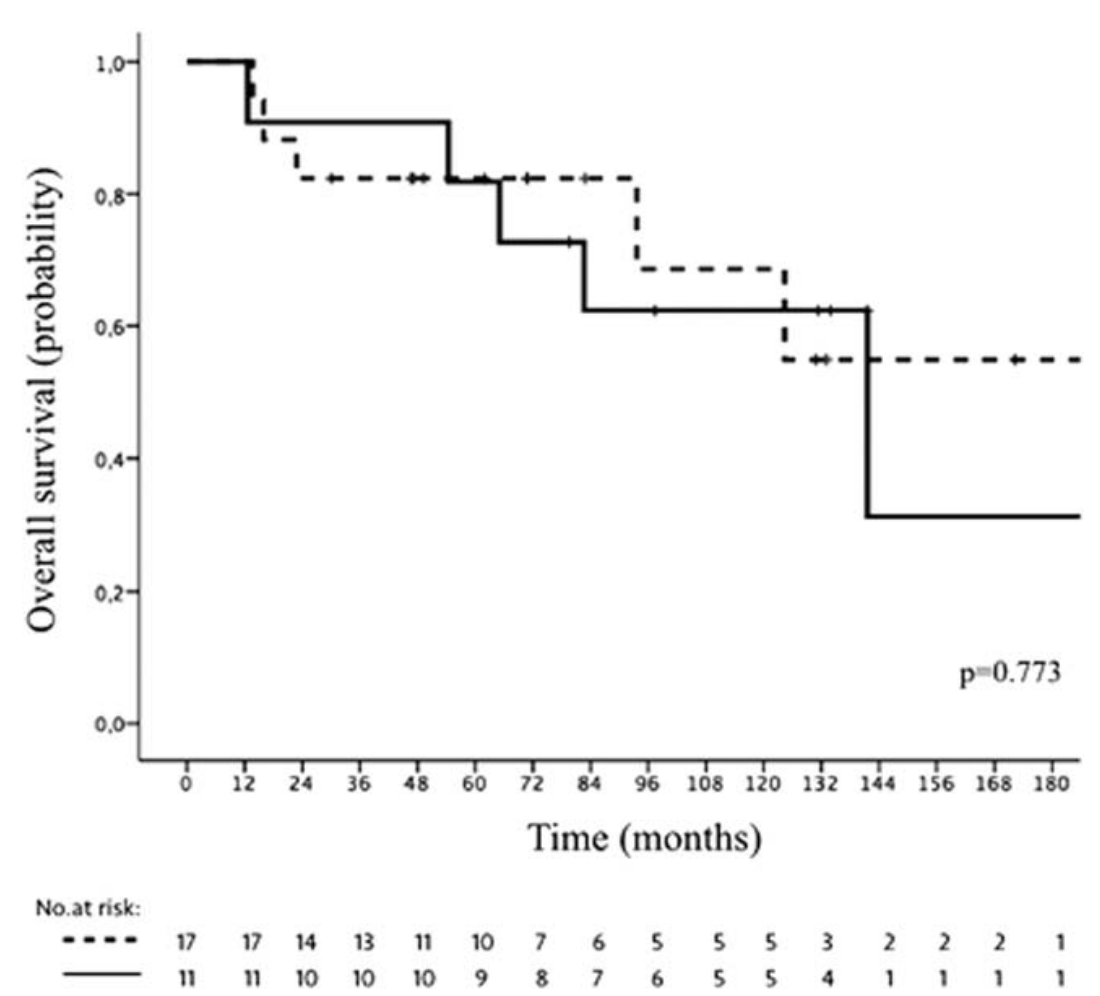 Overall survival (probability)
1,0
0,8
0,6
0,4
0,2
0,0
p=0.773
0 12 24 36 48 60 72 84 96 108 120 132 144 156 168 180
Time (months)
No.at risk:
17 17 14 13 11 10 7 6 5 5 5 3 2 2 2 1
11 11 10 10 10 9 8 7 6 5 5 4 1 1 1 1